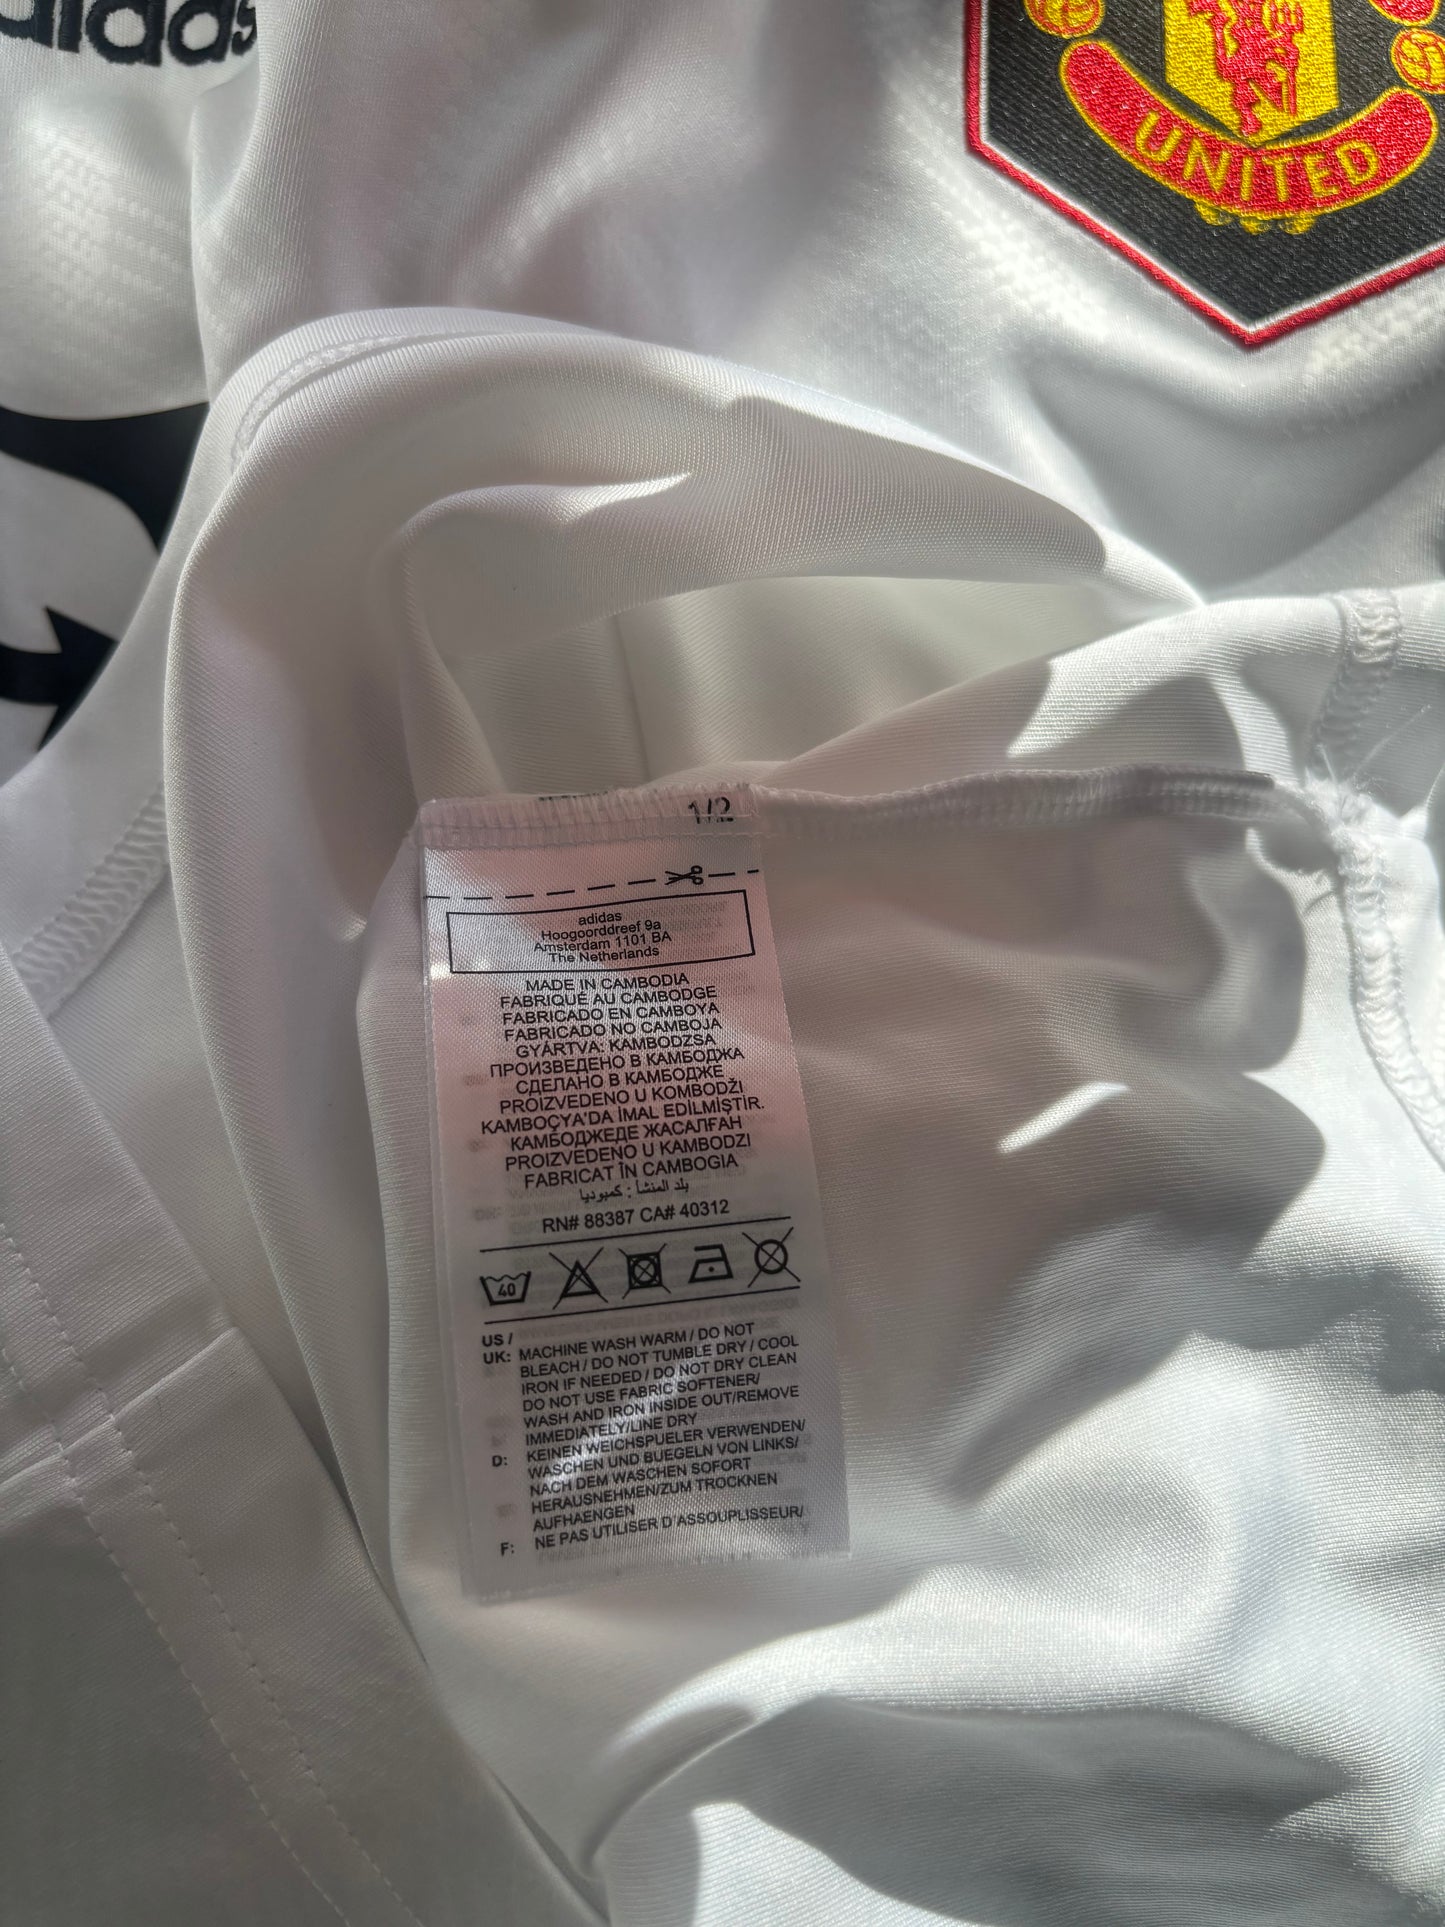 adidas
UNITED
1/2
adidas
Hoogoorddreef 9a
Amsterdam 1101 BA
The Netherlands
MADE IN CAMBODIA
FABRIQUÉ AU CAMBODGE
FABRICADO EN CAMBOYA
FABRICADO NO CAMBOJA
GYÁRTVA: KAMBODZSA
ПРОИЗВЕДЕНО В КАМБОДЖА
СДЕЛАНО В КАМБОДЖЕ
PROIZVEDENO U KOMBODŽI
KAMBOÇYA'DA İMAL EDİLMİŞTİR.
КАМБОДЖЕДЕ ЖАСАЛҒАН
PROIZVEDENO U KAMBODZI
FABRICAT ÎN CAMBOGIA
بلد المنشأ : كمبوديا
RN# 88387 CA# 40312
40
US /
UK: MACHINE WASH WARM / DO NOT
BLEACH / DO NOT TUMBLE DRY / COOL
IRON IF NEEDED / DO NOT DRY CLEAN
DO NOT USE FABRIC SOFTENER/
WASH AND IRON INSIDE OUT/REMOVE
IMMEDIATELY/LINE DRY
D: KEINEN WEICHSPUELER VERWENDEN/
WASCHEN UND BUEGELN VON LINKS/
NACH DEM WASCHEN SOFORT
HERAUSNEHMEN/ZUM TROCKNEN
AUFHAENGEN
F: NE PAS UTILISER D'ASSOUPLISSEUR/